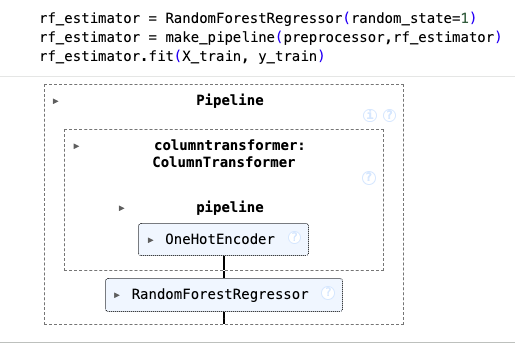 rf_estimator = RandomForestRegressor(random_state=1)
rf_estimator = make_pipeline(preprocessor,rf_estimator)
rf_estimator.fit(X_train, y_train)
▸ Pipeline
i ?
▸ columntransformer:
ColumnTransformer
?
▸ pipeline
▸ OneHotEncoder ?
▸ RandomForestRegressor ?